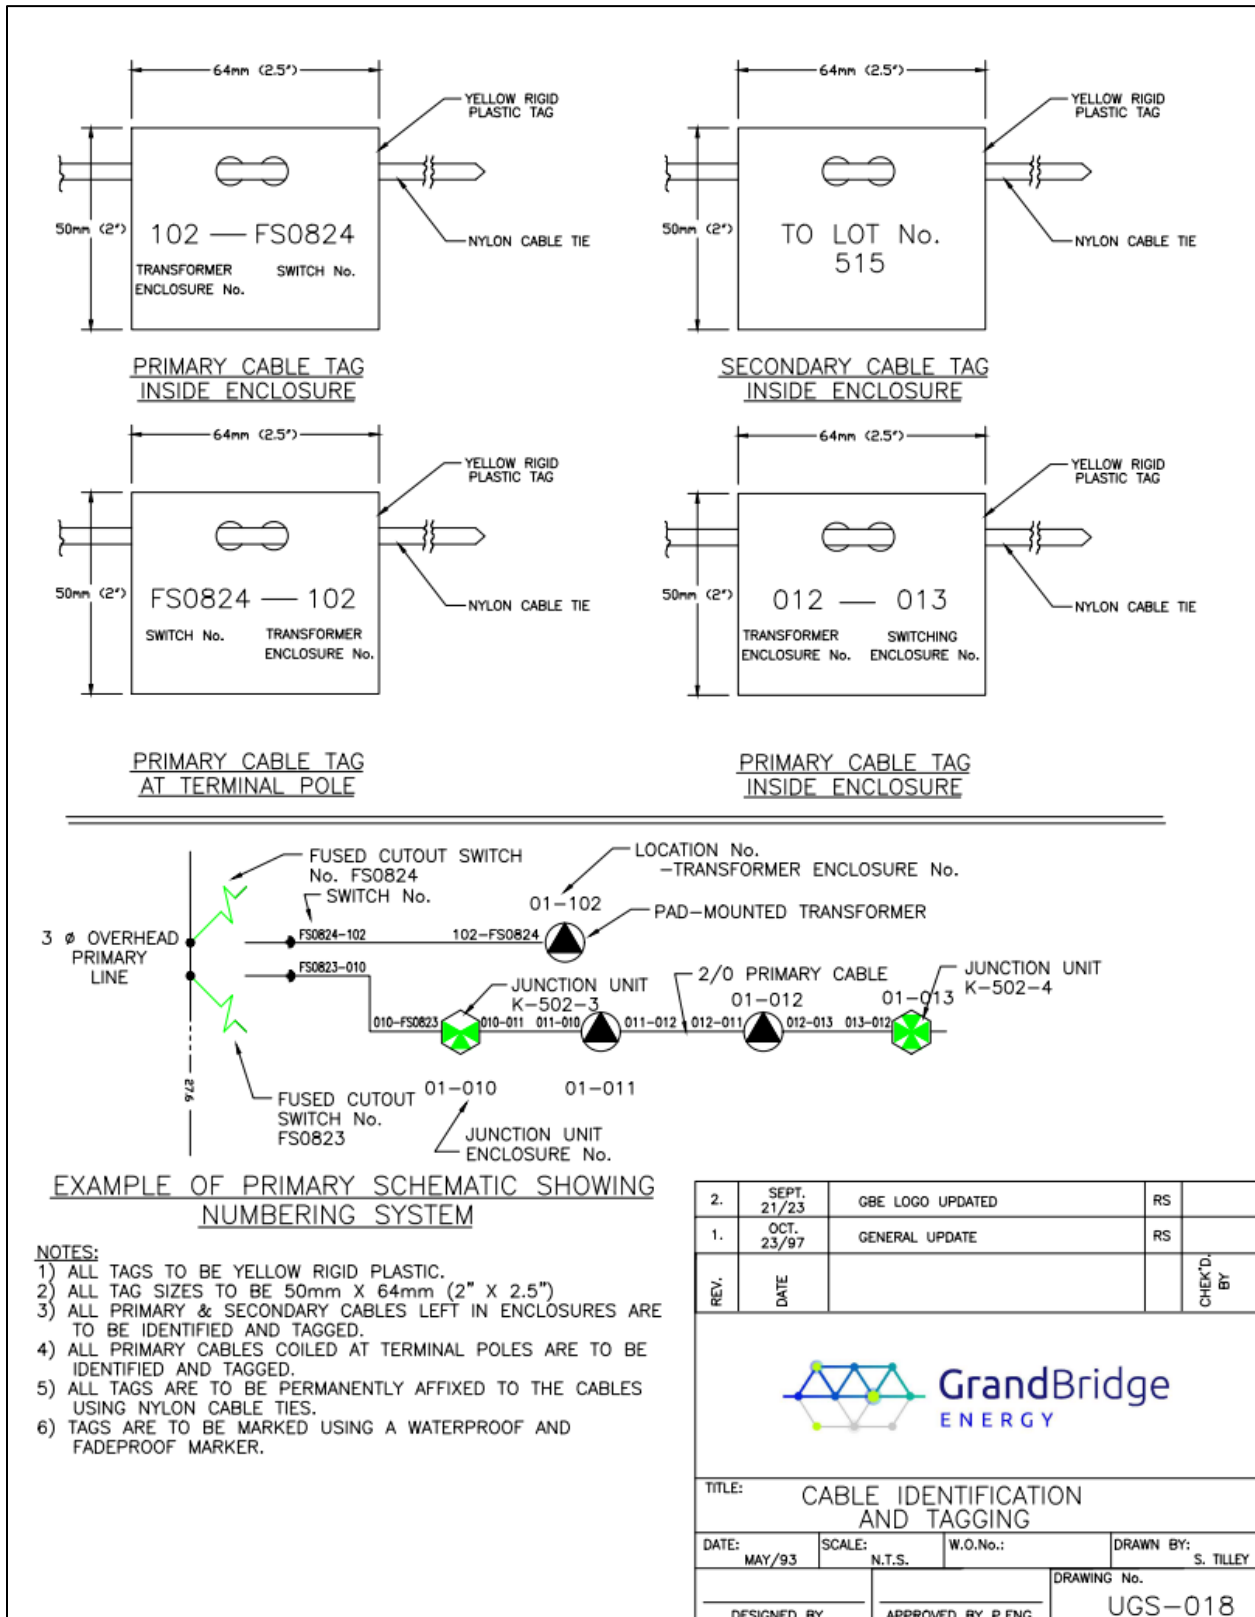 64mm (2.5")
YELLOW RIGID
PLASTIC TAG
50mm (2")
102 — FS0824
TRANSFORMER
ENCLOSURE No.
SWITCH No.
NYLON CABLE TIE
PRIMARY CABLE TAG
INSIDE ENCLOSURE
64mm (2.5")
YELLOW RIGID
PLASTIC TAG
50mm (2")
TO LOT No.
515
NYLON CABLE TIE
SECONDARY CABLE TAG
INSIDE ENCLOSURE
64mm (2.5")
YELLOW RIGID
PLASTIC TAG
50mm (2")
FS0824 — 102
SWITCH No.
TRANSFORMER
ENCLOSURE No.
NYLON CABLE TIE
PRIMARY CABLE TAG
AT TERMINAL POLE
64mm (2.5")
YELLOW RIGID
PLASTIC TAG
50mm (2")
012 — 013
TRANSFORMER
ENCLOSURE No.
SWITCHING
ENCLOSURE No.
NYLON CABLE TIE
PRIMARY CABLE TAG
INSIDE ENCLOSURE
FUSED CUTOUT SWITCH
No. FS0824
SWITCH No.
LOCATION No.
-TRANSFORMER ENCLOSURE No.
01-102
PAD-MOUNTED TRANSFORMER
3 ø OVERHEAD
PRIMARY
LINE
FS0824-102
102-FS0824
FS0823-010
JUNCTION UNIT
K-502-3
2/0 PRIMARY CABLE
01-012
JUNCTION UNIT
K-502-4
01-013
010-FS0823
010-011
011-010
011-012
012-011
012-013
013-012
27.6
FUSED CUTOUT
SWITCH No.
FS0823
01-010
01-011
JUNCTION UNIT
ENCLOSURE No.
EXAMPLE OF PRIMARY SCHEMATIC SHOWING
NUMBERING SYSTEM
NOTES:
1) ALL TAGS TO BE YELLOW RIGID PLASTIC.
2) ALL TAG SIZES TO BE 50mm X 64mm (2" X 2.5")
3) ALL PRIMARY & SECONDARY CABLES LEFT IN ENCLOSURES ARE
TO BE IDENTIFIED AND TAGGED.
4) ALL PRIMARY CABLES COILED AT TERMINAL POLES ARE TO BE
IDENTIFIED AND TAGGED.
5) ALL TAGS ARE TO BE PERMANENTLY AFFIXED TO THE CABLES
USING NYLON CABLE TIES.
6) TAGS ARE TO BE MARKED USING A WATERPROOF AND
FADEPROOF MARKER.
2. SEPT. 21/23 GBE LOGO UPDATED RS
1. OCT. 23/97 GENERAL UPDATE RS
REV. DATE CHEK'D. BY
GrandBridge
ENERGY
TITLE:
CABLE IDENTIFICATION
AND TAGGING
DATE: MAY/93 SCALE: N.T.S. W.O.No.: DRAWN BY: S. TILLEY
DESIGNED BY APPROVED BY P.ENG
DRAWING No.
UGS-018